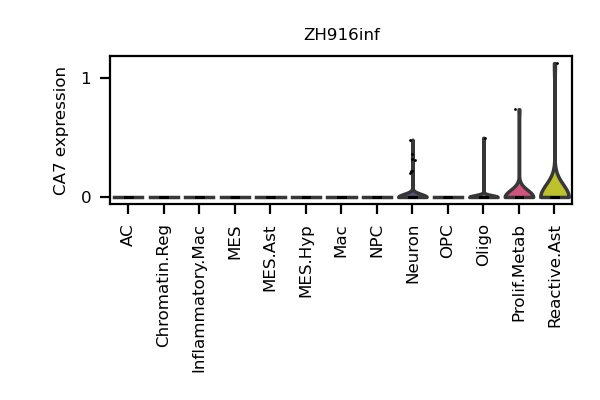 ZH916inf
CA7 expression
1
0
AC
Chromatin.Reg
Inflammatory.Mac
MES
MES.Ast
MES.Hyp
Mac
NPC
Neuron
OPC
Oligo
Prolif.Metab
Reactive.Ast